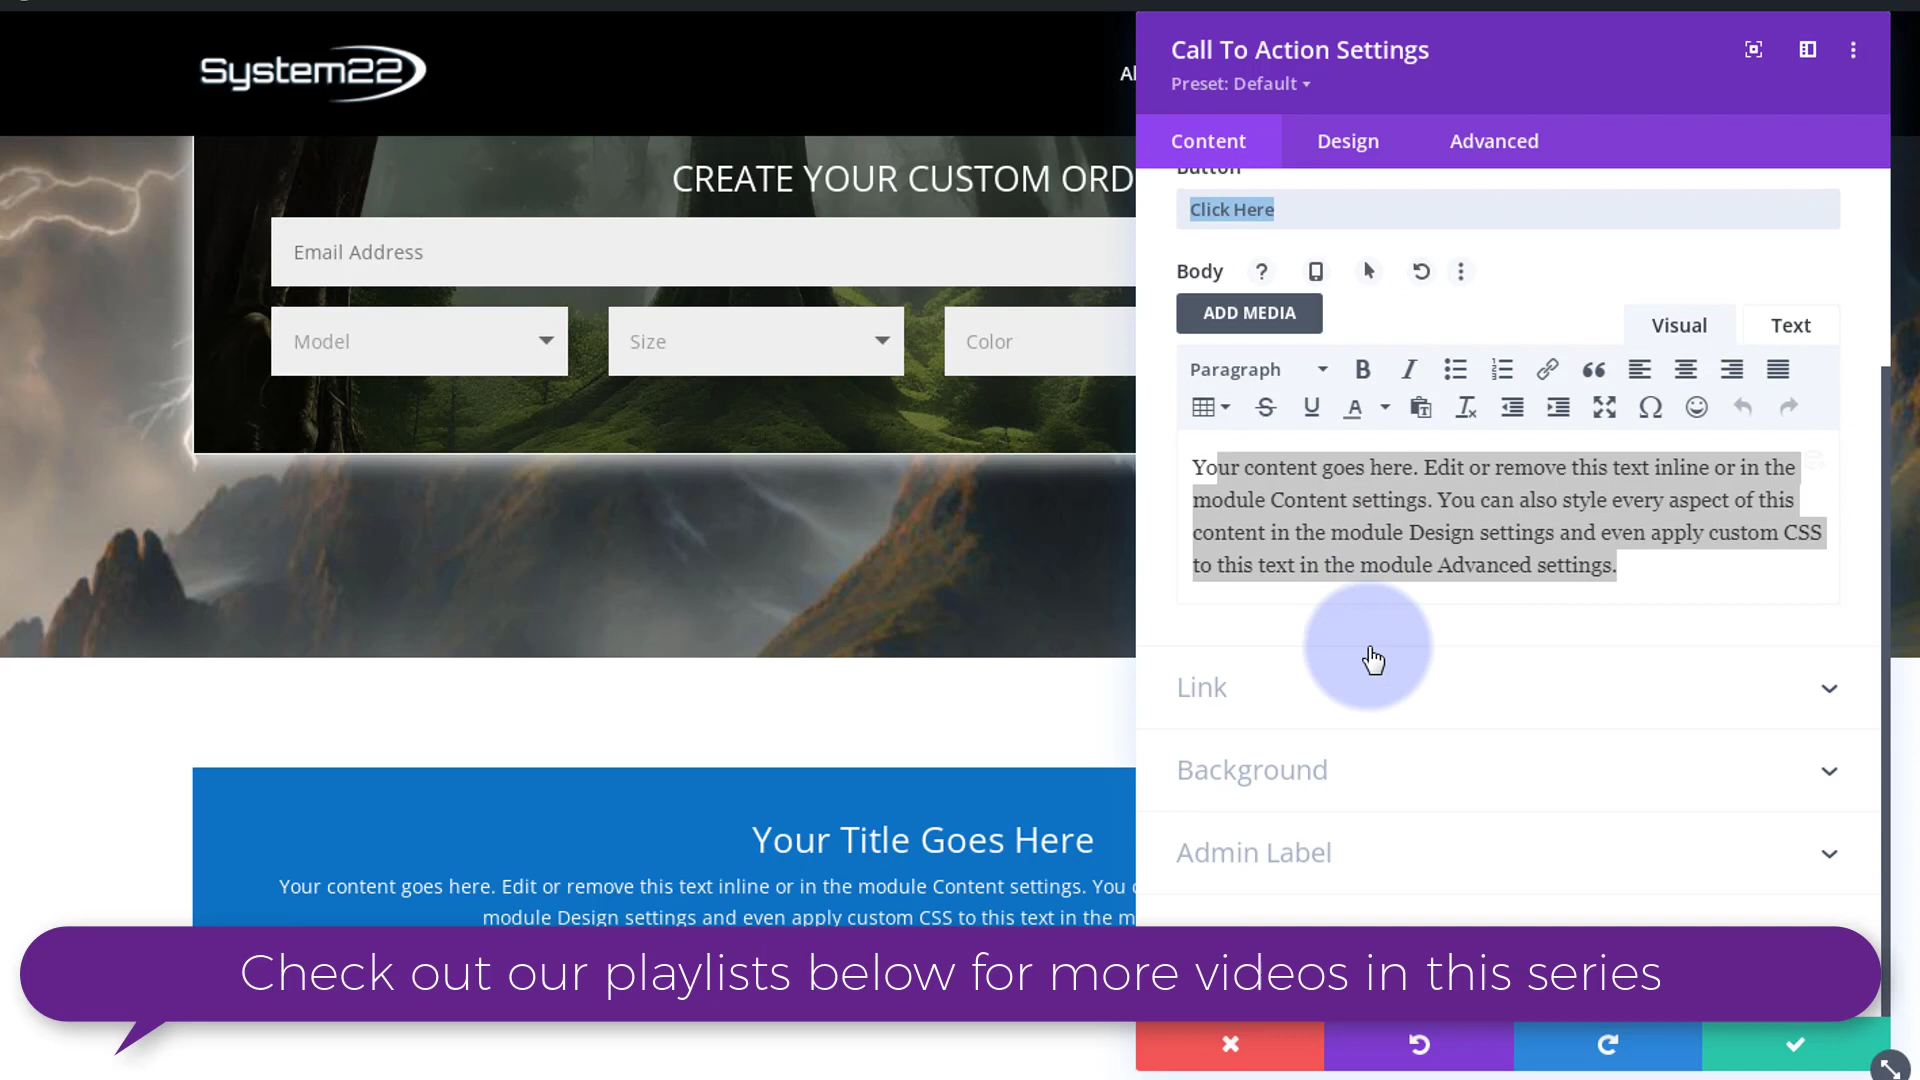 System22
Al
CREATE YOUR CUSTOM ORD
Email Address
Model
Size
Color
Your Title Goes Here
Your content goes here. Edit or remove this text inline or in the module Content settings. You c
module Design settings and even apply custom CSS to this text in the m
Call To Action Settings
Preset: Default
Content
Design
Advanced
Button
Click Here
Body
ADD MEDIA
Visual
Text
Paragraph
Your content goes here. Edit or remove this text inline or in the
module Content settings. You can also style every aspect of this
content in the module Design settings and even apply custom CSS
to this text in the module Advanced settings.
Link
Background
Admin Label
Check out our playlists below for more videos in this series